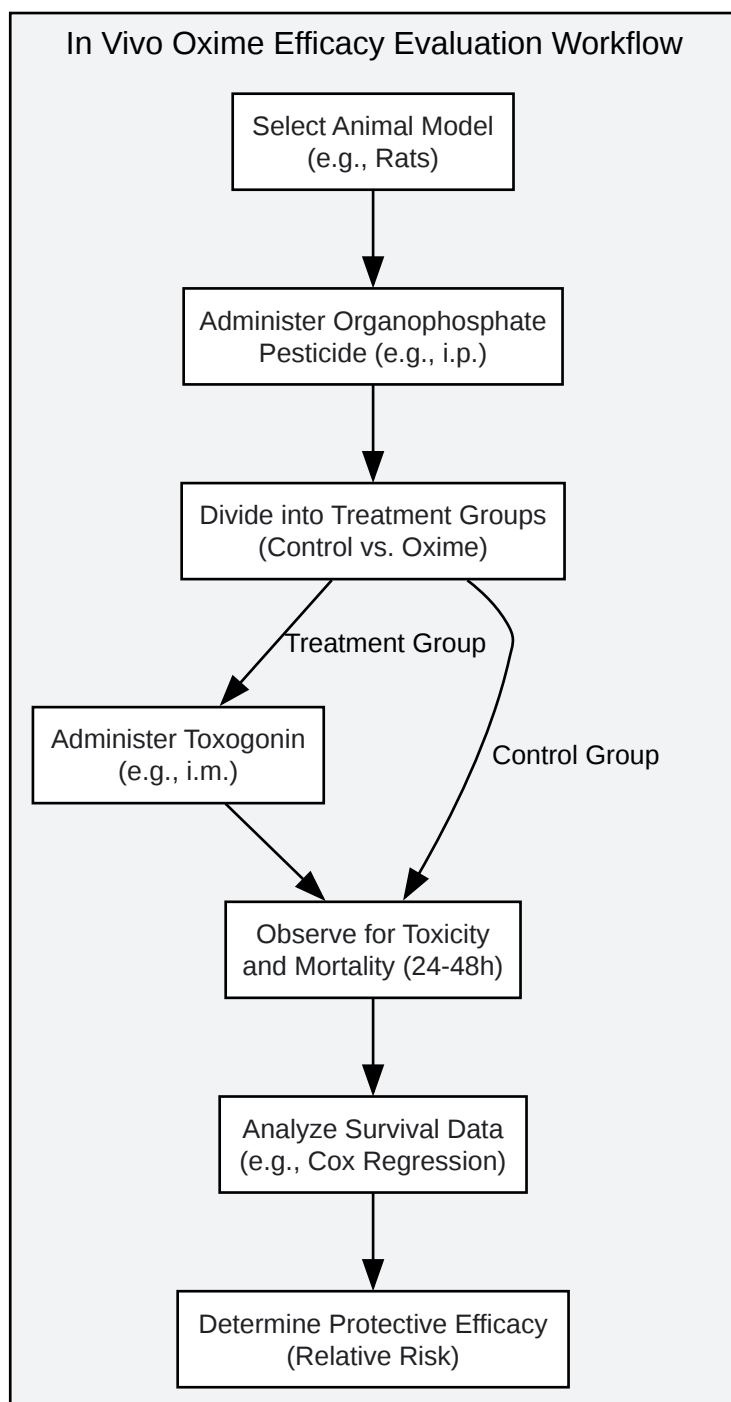 In Vivo Oxime Efficacy Evaluation Workflow
Select Animal Model
(e.g., Rats)
Administer Organophosphate
Pesticide (e.g., i.p.)
Divide into Treatment Groups
(Control vs. Oxime)
Treatment Group
Administer Toxogonin
(e.g., i.m.)
Control Group
Observe for Toxicity
and Mortality (24-48h)
Analyze Survival Data
(e.g., Cox Regression)
Determine Protective Efficacy
(Relative Risk)